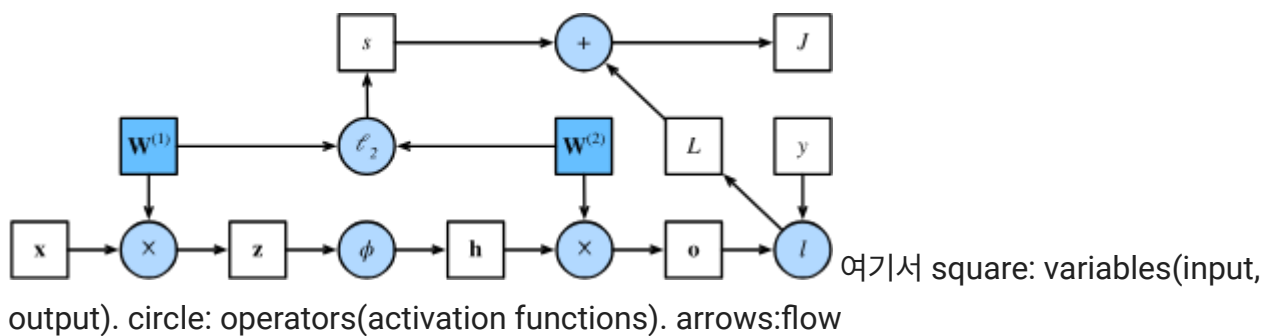 s + J
W(1) ℓ2 W(2) L y
x × z ϕ h × o l 여기서 square: variables(input,
output). circle: operators(activation functions). arrows:flow